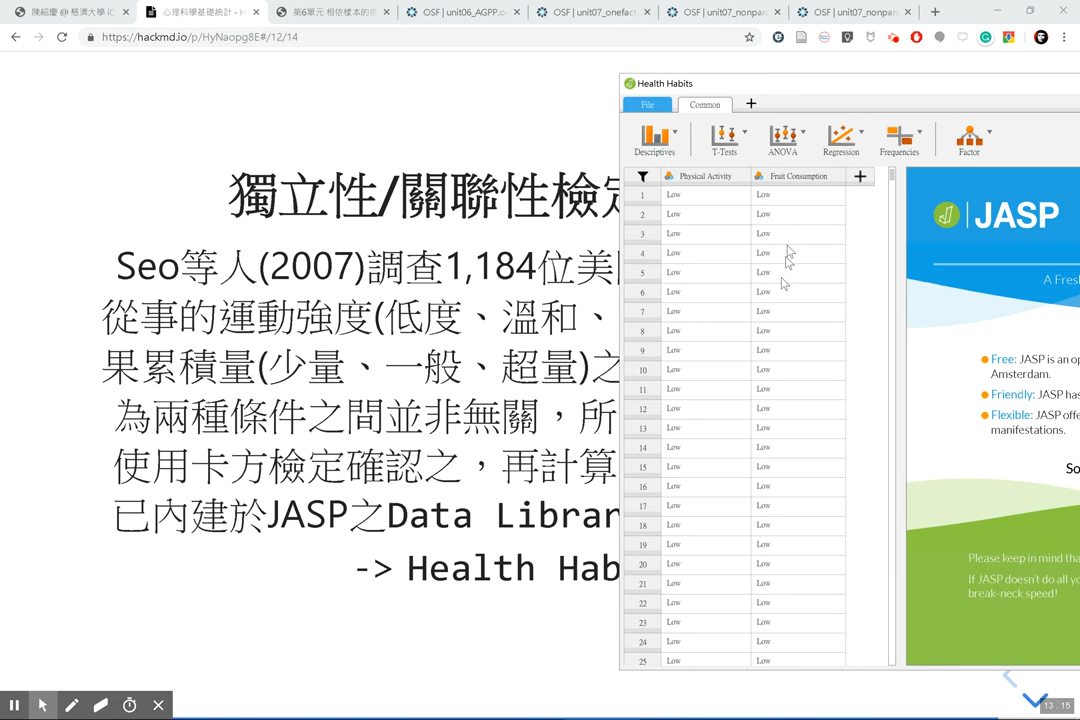 陳紹慶 @ 慈濟大學 iC
心理科學基礎統計 - H
第6單元 相依樣本的
OSF | unit06_AGPP.o
OSF | unit07_onefact
OSF | unit07_nonpar
OSF | unit07_nonpar
https://hackmd.io/p/HyNaopg8E#/12/14
獨立性/關聯性檢定
Seo等人(2007)調查1,184位美
從事的運動強度(低度、溫和、
果累積量(少量、一般、超量)之
為兩種條件之間並非無關，所
使用卡方檢定確認之，再計算
已內建於JASP之Data Librar
-> Health Hab
Health Habits
File
Common
Descriptives
T-Tests
ANOVA
Regression
Frequencies
Factor
Physical Activity Fruit Consumption
1 Low Low
2 Low Low
3 Low Low
4 Low Low
5 Low Low
6 Low Low
7 Low Low
8 Low Low
9 Low Low
10 Low Low
11 Low Low
12 Low Low
13 Low Low
14 Low Low
15 Low Low
16 Low Low
17 Low Low
18 Low Low
19 Low Low
20 Low Low
21 Low Low
22 Low Low
23 Low Low
24 Low Low
25 Low Low
JASP
A Fres
Free: JASP is an op
Amsterdam.
Friendly: JASP has
Flexible: JASP offe
manifestations.
So
Please keep in mind tha
If JASP doesn't do all yo
break-neck speed!
13 . 15